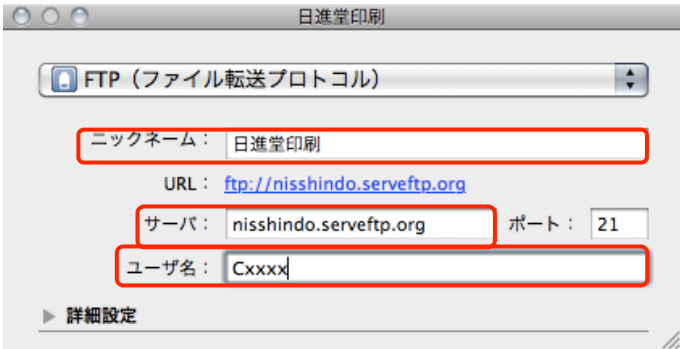 日進堂印刷
FTP（ファイル転送プロトコル）
ニックネーム： 日進堂印刷
URL： ftp://nisshindo.serveftp.org
サーバ： nisshindo.serveftp.org ポート： 21
ユーザ名： Cxxxx
詳細設定